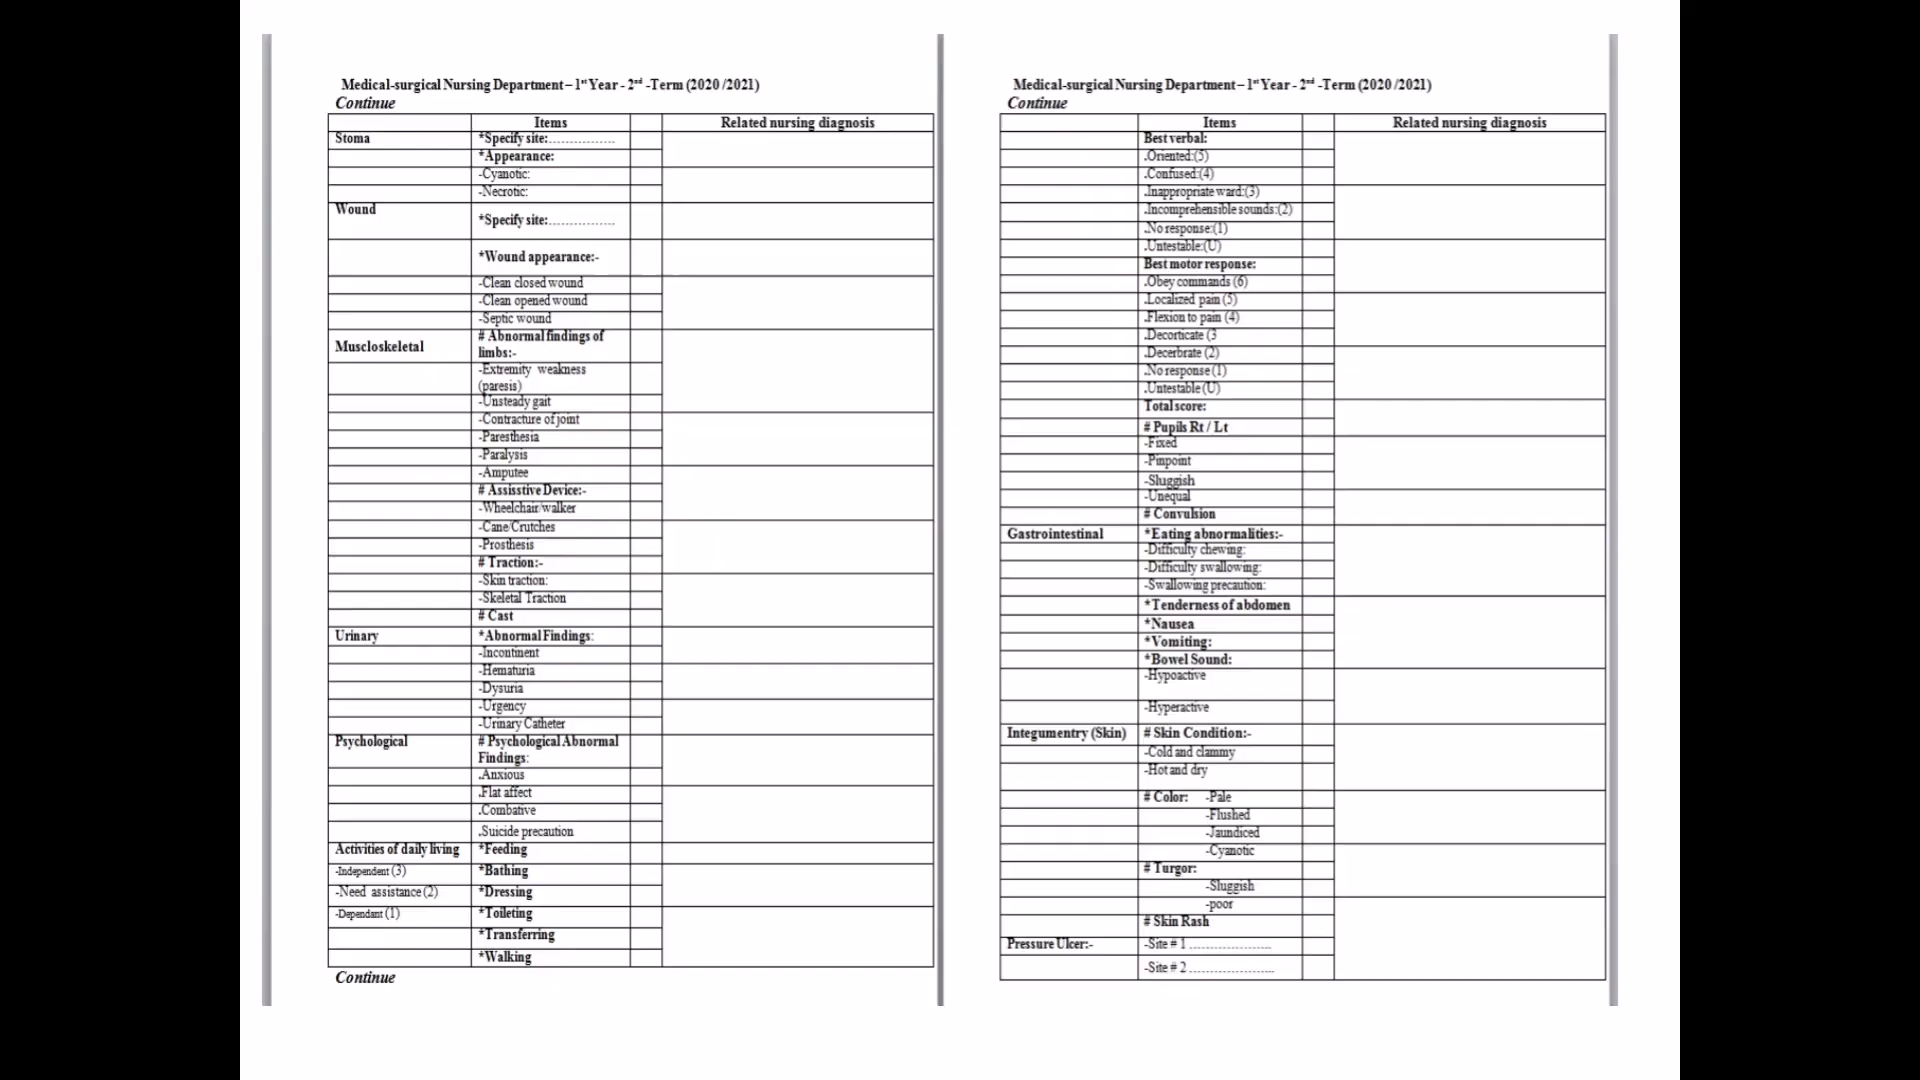 Medical-surgical Nursing Department – 1st Year - 2nd -Term (2020 /2021)
Continue
Items Related nursing diagnosis
Stoma *Specify site:.................
*Appearance:
-Cyanotic:
-Necrotic:
Wound
*Specify site:.................
*Wound appearance:-
-Clean closed wound
-Clean opened wound
-Septic wound
Muscloskeletal # Abnormal findings of
limbs:-
-Extremity weakness
(paresis)
-Unsteady gait
-Contracture of joint
-Paresthesia
-Paralysis
-Amputee
# Assisstive Device:-
-Wheelchair/walker
-Cane/Crutches
-Prosthesis
# Traction:-
-Skin traction:
-Skeletal Traction
# Cast
Urinary *Abnormal Findings:
-Incontinent
-Hematuria
-Dysuria
-Urgency
-Urinary Catheter
Psychological # Psychological Abnormal
Findings:
.Anxious
.Flat affect
.Combative
.Suicide precaution
Activities of daily living *Feeding
-Independent (3) *Bathing
-Need assistance (2) *Dressing
-Dependant (1) *Toileting
*Transferring
*Walking
Continue
Medical-surgical Nursing Department – 1st Year - 2nd -Term (2020 /2021)
Continue
Items Related nursing diagnosis
Best verbal:
.Oriented:(5)
.Confused:(4)
.Inappropriate ward:(3)
.Incomprehensible sounds:(2)
.No response:(1)
.Untestable:(U)
Best motor response:
.Obey commands (6)
.Localized pain (5)
.Flexion to pain (4)
.Decorticate (3
.Decerbrate (2)
.No response (1)
.Untestable (U)
Total score:
# Pupils Rt / Lt
-Fixed
-Pinpoint
-Sluggish
-Unequal
# Convulsion
Gastrointestinal *Eating abnormalities:-
-Difficulty chewing:
-Difficulty swallowing:
-Swallowing precaution:
*Tenderness of abdomen
*Nausea
*Vomiting:
*Bowel Sound:
-Hypoactive
-Hyperactive
Integumentry (Skin) # Skin Condition:-
-Cold and clammy
-Hot and dry
# Color: -Pale
-Flushed
-Jaundiced
-Cyanotic
# Turgor:
-Sluggish
-poor
# Skin Rash
Pressure Ulcer:- -Site # 1 .....................
-Site # 2 .....................